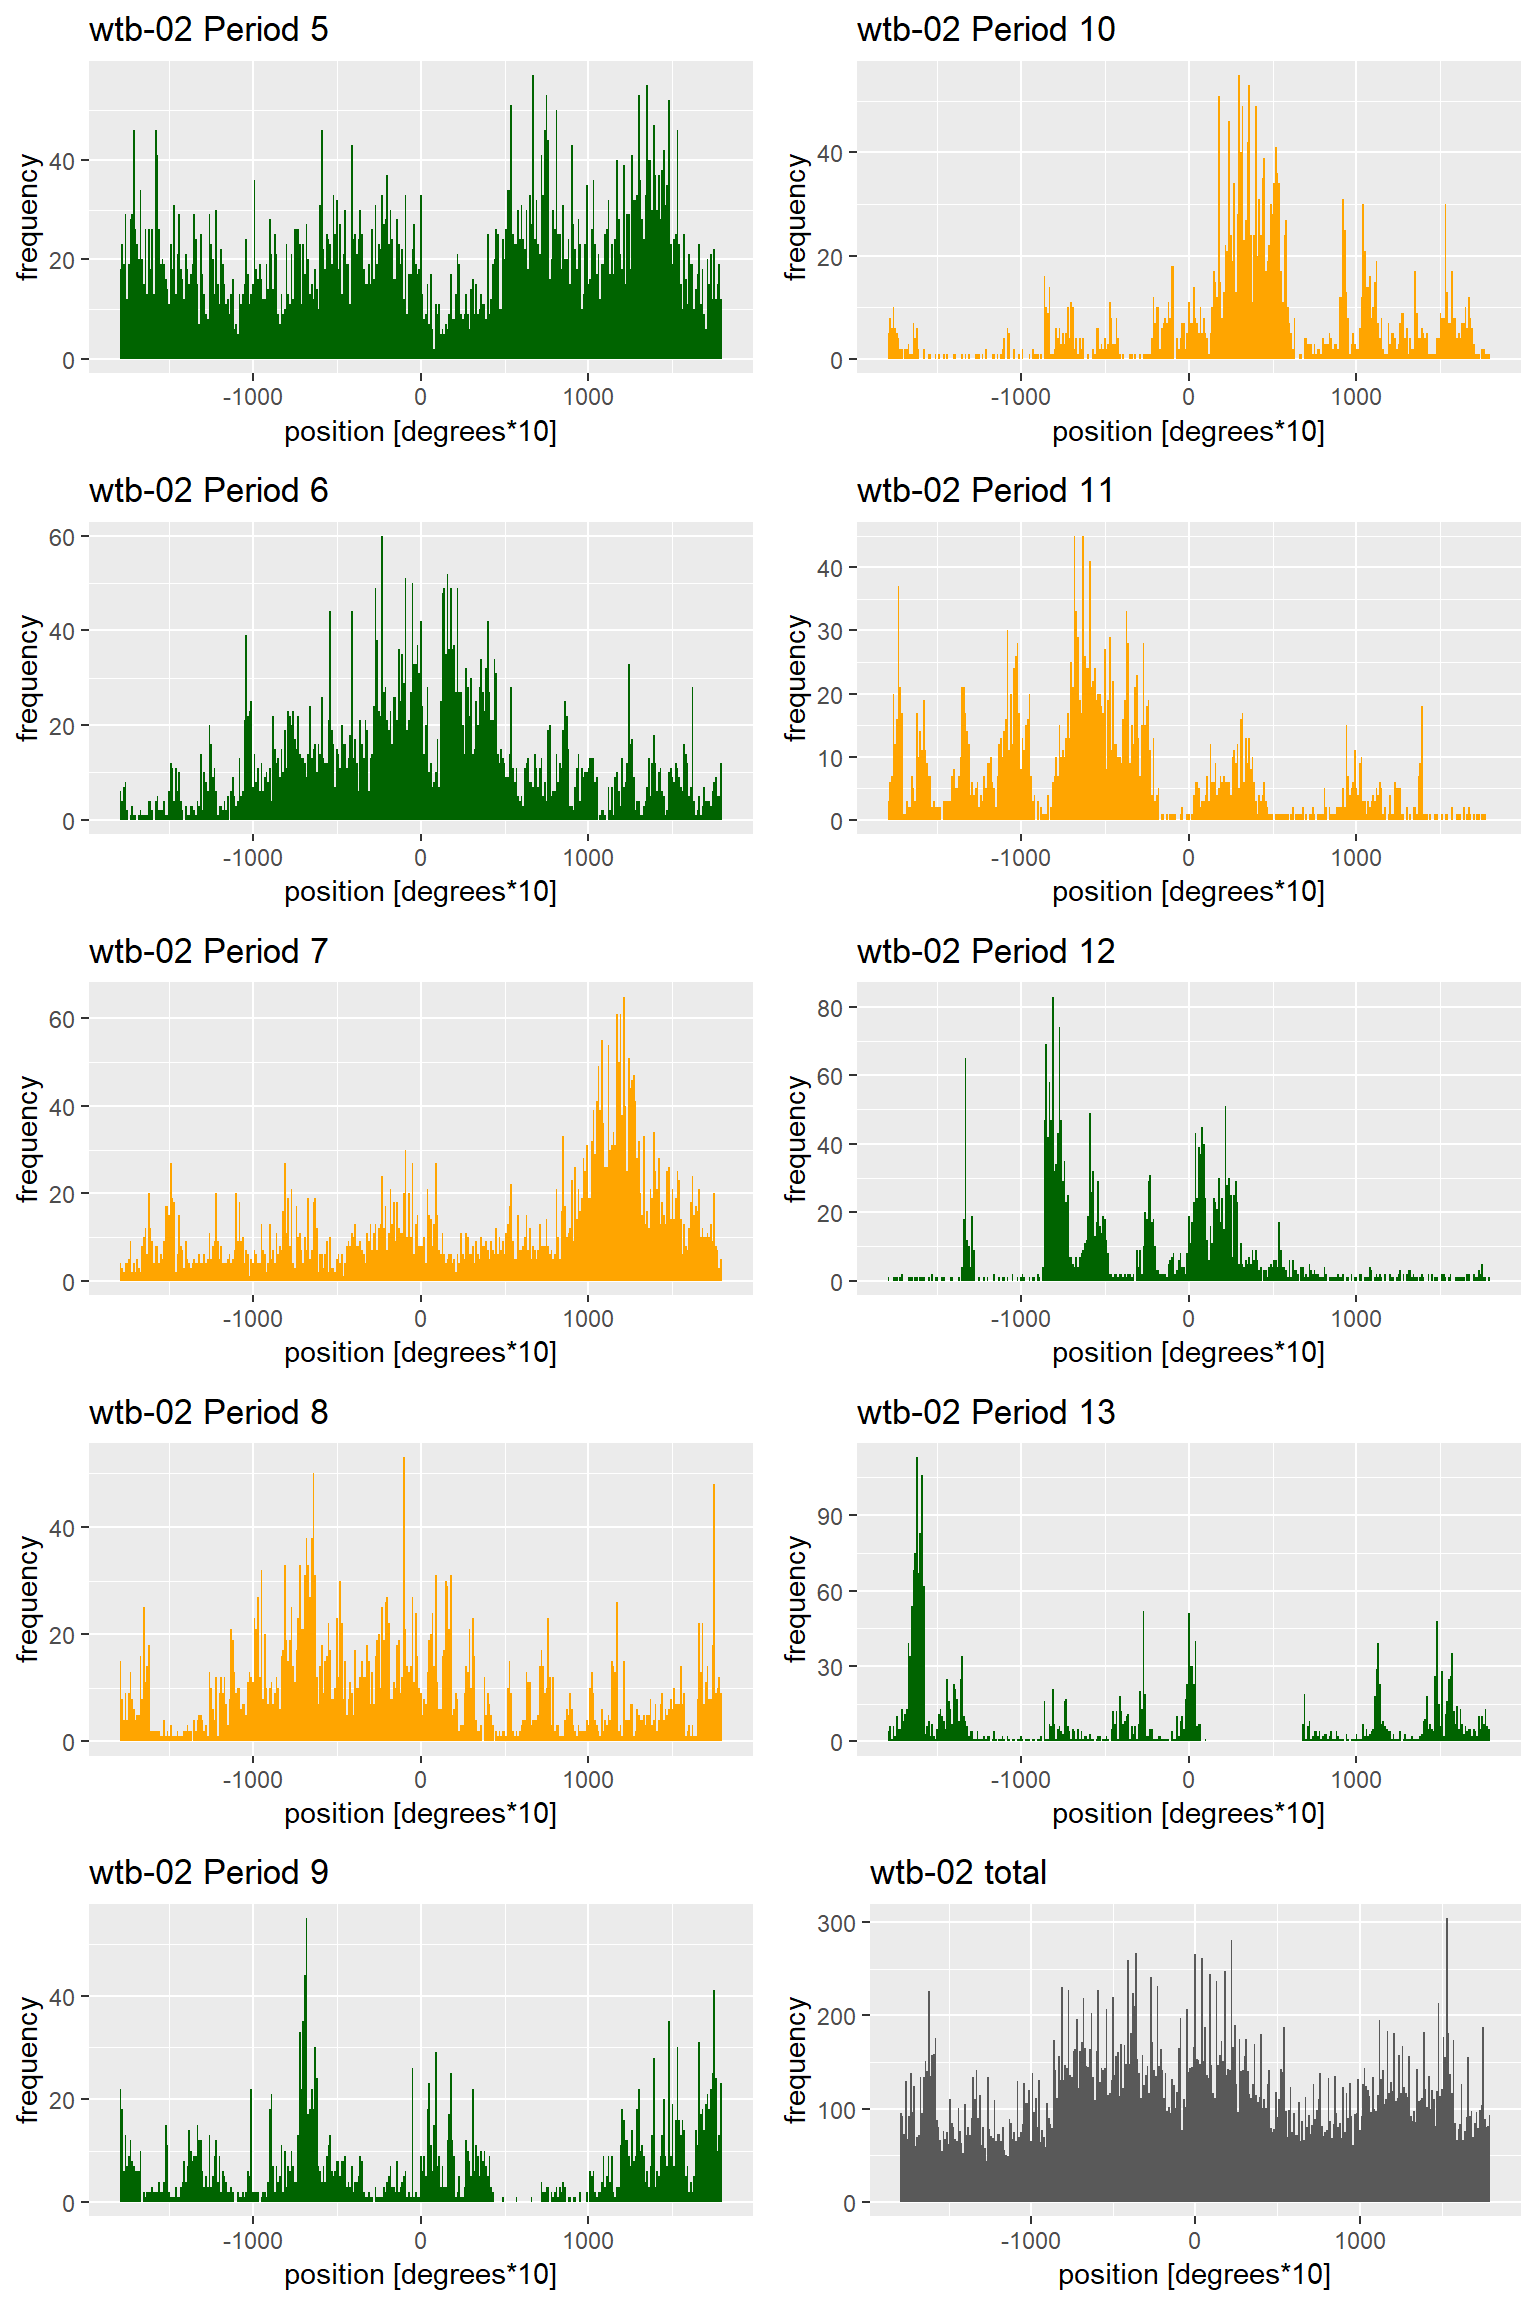 wtb-02 Period 5
frequency
40
20
0
-1000 0 1000
position [degrees*10]
wtb-02 Period 10
frequency
40
20
0
-1000 0 1000
position [degrees*10]
wtb-02 Period 6
frequency
60
40
20
0
-1000 0 1000
position [degrees*10]
wtb-02 Period 11
frequency
40
30
20
10
0
-1000 0 1000
position [degrees*10]
wtb-02 Period 7
frequency
60
40
20
0
-1000 0 1000
position [degrees*10]
wtb-02 Period 12
frequency
80
60
40
20
0
-1000 0 1000
position [degrees*10]
wtb-02 Period 8
frequency
40
20
0
-1000 0 1000
position [degrees*10]
wtb-02 Period 13
frequency
90
60
30
0
-1000 0 1000
position [degrees*10]
wtb-02 Period 9
frequency
40
20
0
-1000 0 1000
position [degrees*10]
wtb-02 total
frequency
300
200
100
0
-1000 0 1000
position [degrees*10]